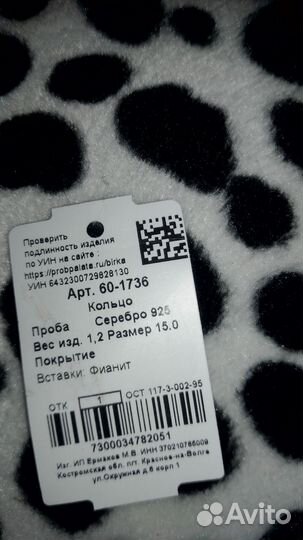 Проверить
подлинность изделия
по УИН на сайте :
https://probpalata.ru/birka
УИН 6432300729828130
Арт. 60-1736
Кольцо
Проба Серебро 925
Вес изд. 1,2 Размер 15.0
Покрытие
Вставки: Фианит
ОТК 1 ОСТ 117-3-002-95
7300034782051
Изг. ИП Ермаков М.В. ИНН 370210765009
Костромская обл. пгт. Красное-на-Волге
ул.Окружная д.6 корп 1
Avito